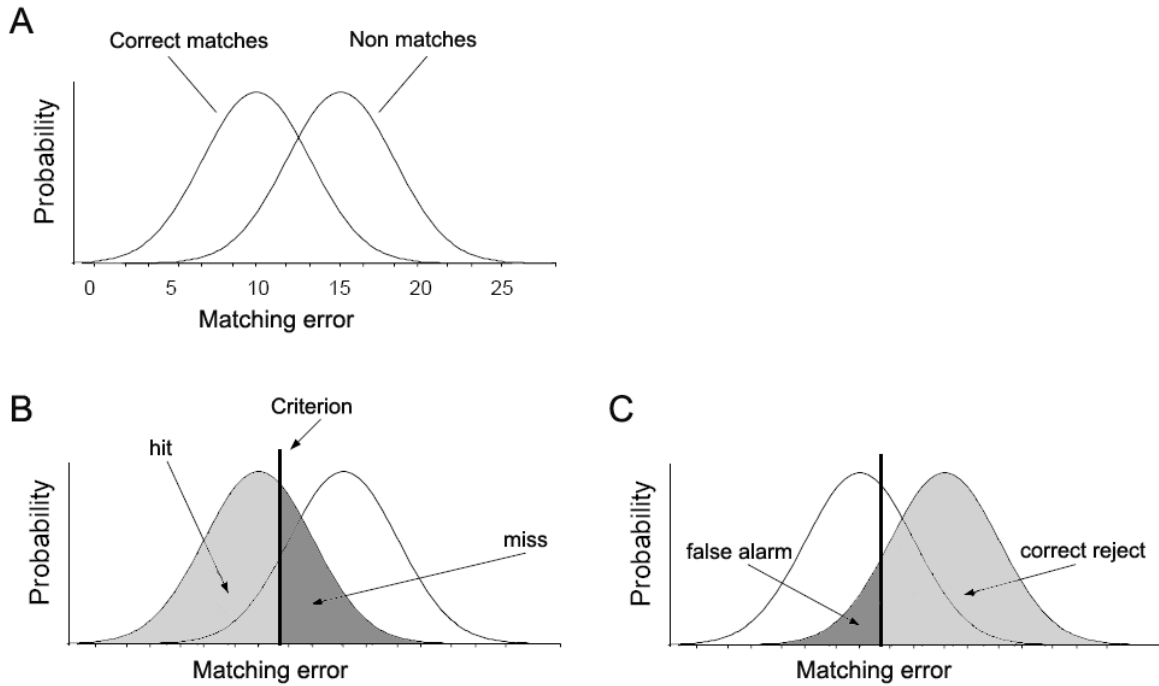 A
Correct matches
Non matches
Probability
0 5 10 15 20 25
Matching error
B
Criterion
hit
miss
Probability
Matching error
C
false alarm
correct reject
Probability
Matching error